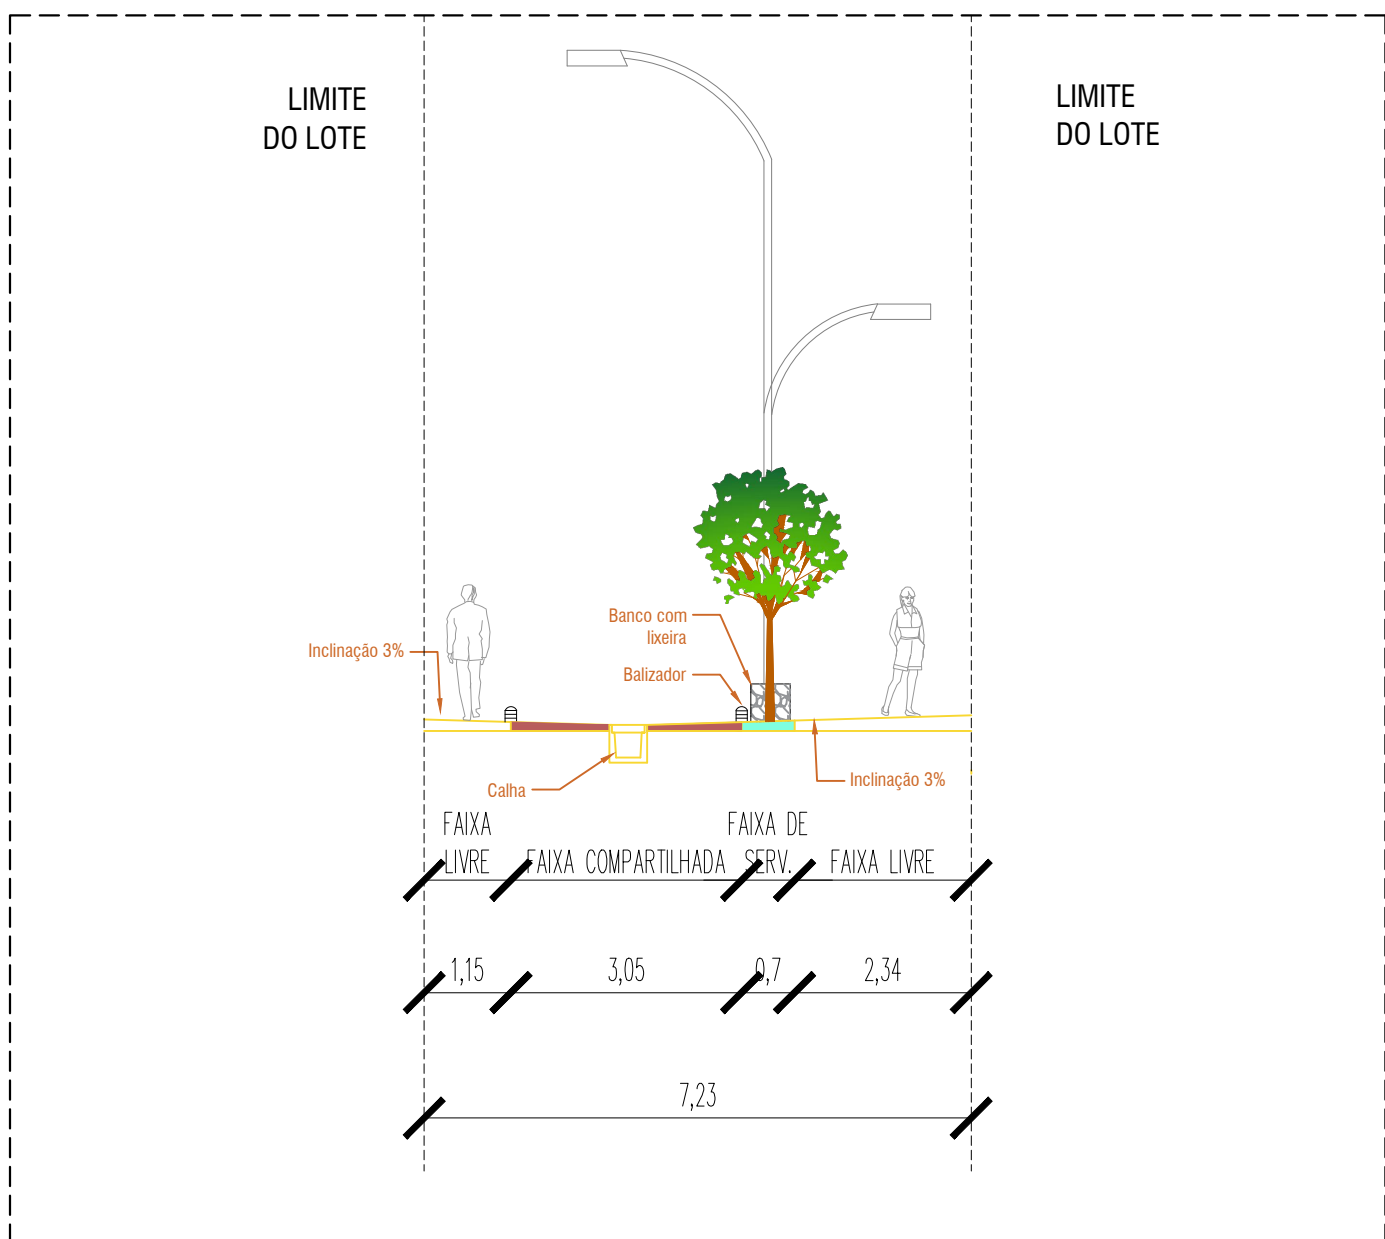 LIMITE
DO LOTE
LIMITE
DO LOTE
Banco com
lixeira
Inclinação 3%
Balizador
Inclinação 3%
Calha
FAIXA
LIVRE
FAIXA COMPARTILHADA
FAIXA DE
SERV.
FAIXA LIVRE
1,15
3,05
0,7
2,34
7,23